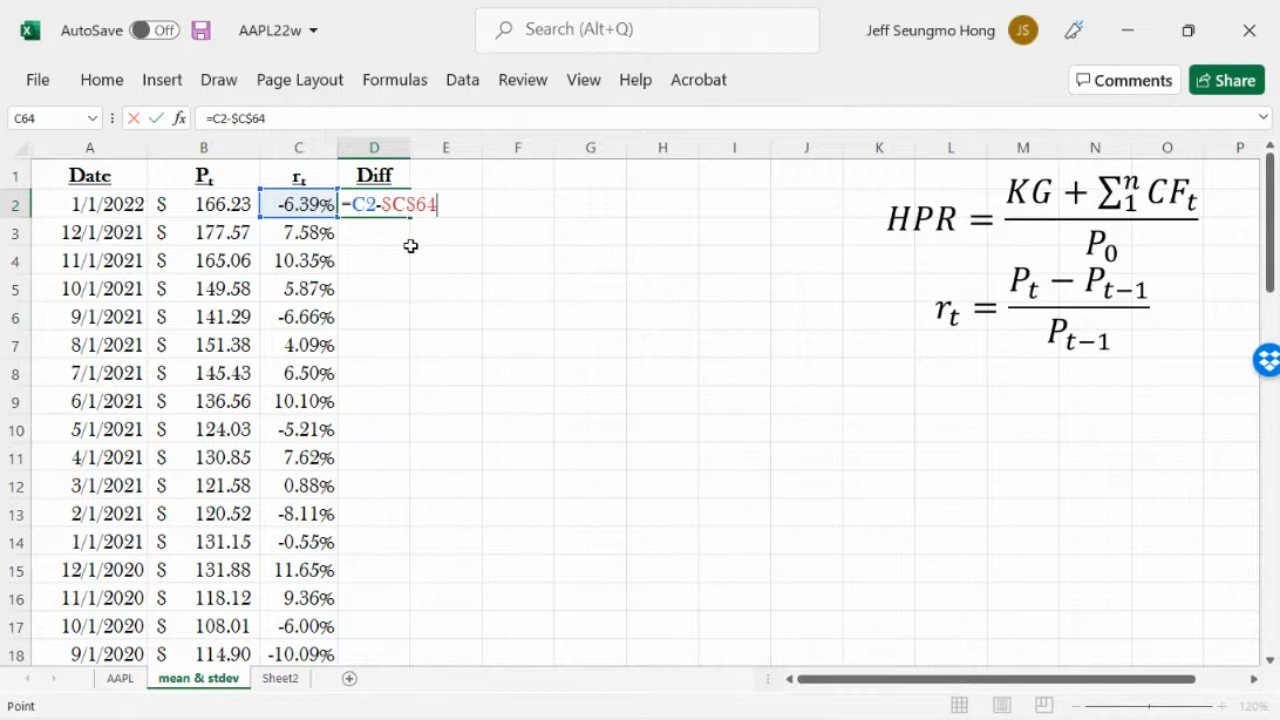 AutoSave Off AAPL22w Search (Alt+Q) Jeff Seungmo Hong JS
File Home Insert Draw Page Layout Formulas Data Review View Help Acrobat Comments Share
C64 fx =C2-$C$64
A B C D E F G H I J K L M N O P
1 Date Pt rt Diff
2 1/1/2022 $ 166.23 -6.39% =C2-$C$64
3 12/1/2021 $ 177.57 7.58%
4 11/1/2021 $ 165.06 10.35%
5 10/1/2021 $ 149.58 5.87%
6 9/1/2021 $ 141.29 -6.66%
7 8/1/2021 $ 151.38 4.09%
8 7/1/2021 $ 145.43 6.50%
9 6/1/2021 $ 136.56 10.10%
10 5/1/2021 $ 124.03 -5.21%
11 4/1/2021 $ 130.85 7.62%
12 3/1/2021 $ 121.58 0.88%
13 2/1/2021 $ 120.52 -8.11%
14 1/1/2021 $ 131.15 -0.55%
15 12/1/2020 $ 131.88 11.65%
16 11/1/2020 $ 118.12 9.36%
17 10/1/2020 $ 108.01 -6.00%
18 9/1/2020 $ 114.90 -10.09%
HPR = (KG + ∑₁ⁿ CFt) / P0
rt = (Pt − Pt−1) / Pt−1
AAPL mean & stdev Sheet2
Point 120%